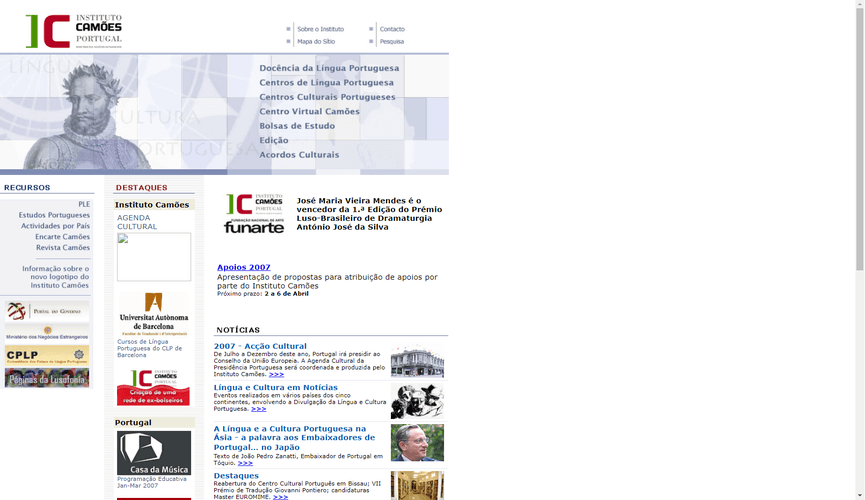 INSTITUTO
CAMÕES
PORTUGAL
Sobre o Instituto
Contacto
Mapa do Sítio
Pesquisa
LÍNGUA
CULTURA
PORTUGUESA
Docência da Língua Portuguesa
Centros de Língua Portuguesa
Centros Culturais Portugueses
Centro Virtual Camões
Bolsas de Estudo
Edição
Acordos Culturais
RECURSOS
PLE
Estudos Portugueses
Actividades por País
Encarte Camões
Revista Camões
Informação sobre o
novo logotipo do
Instituto Camões
PORTAL DO GOVERNO
Ministério dos Negócios Estrangeiros
CPLP
Páginas da Lusofonia
DESTAQUES
Instituto Camões
AGENDA
CULTURAL
Universitat Autònoma
de Barcelona
Cursos de Língua
Portuguesa do CLP de
Barcelona
INSTITUTO
CAMÕES
PORTUGAL
Criação de uma
rede de ex-bolseiros
Portugal
Casa da Música
Programação Educativa
Jan-Mar 2007
INSTITUTO
CAMÕES
PORTUGAL
FUNDAÇÃO NACIONAL DE ARTE
funarte
José Maria Vieira Mendes é o
vencedor da 1.ª Edição do Prémio
Luso-Brasileiro de Dramaturgia
António José da Silva
Apoios 2007
Apresentação de propostas para atribuição de apoios por
parte do Instituto Camões
Próximo prazo: 2 a 6 de Abril
NOTÍCIAS
2007 - Acção Cultural
De Julho a Dezembro deste ano, Portugal irá presidir ao
Conselho da União Europeia. A Agenda Cultural da
Presidência Portuguesa será coordenada e produzida pelo
Instituto Camões. >>>
Língua e Cultura em Notícias
Eventos realizados em vários países dos cinco
continentes, envolvendo a Divulgação da Língua e Cultura
Portuguesa. >>>
A Língua e a Cultura Portuguesa na
Ásia - a palavra aos Embaixadores de
Portugal... no Japão
Texto de João Pedro Zanatti, Embaixador de Portugal em
Tóquio. >>>
Destaques
Reabertura do Centro Cultural Português em Bissau; VII
Prémio de Tradução Giovanni Pontiero; candidaturas
Master EUROMIME. >>>